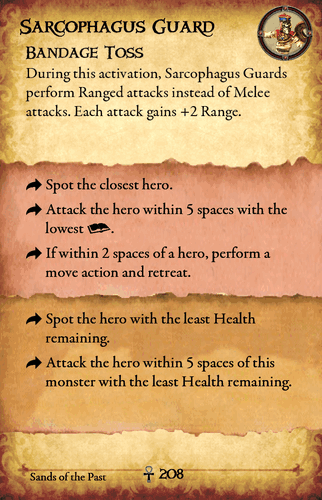 Sarcophagus Guard
Bandage Toss
During this activation, Sarcophagus Guards
perform Ranged attacks instead of Melee
attacks. Each attack gains +2 Range.
Spot the closest hero.
Attack the hero within 5 spaces with the
lowest .
If within 2 spaces of a hero, perform a
move action and retreat.
Spot the hero with the least Health
remaining.
Attack the hero within 5 spaces of this
monster with the least Health remaining.
Sands of the Past
☥ 208